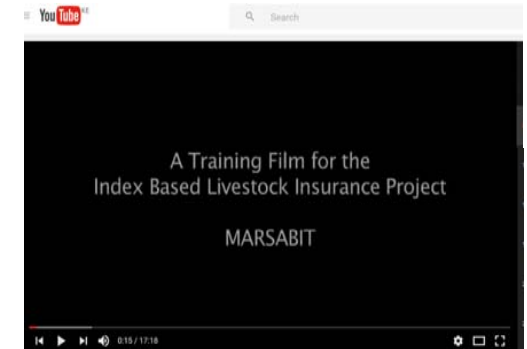 YouTube KE
Search
A Training Film for the
Index Based Livestock Insurance Project
MARSABIT
0:15 / 17:18